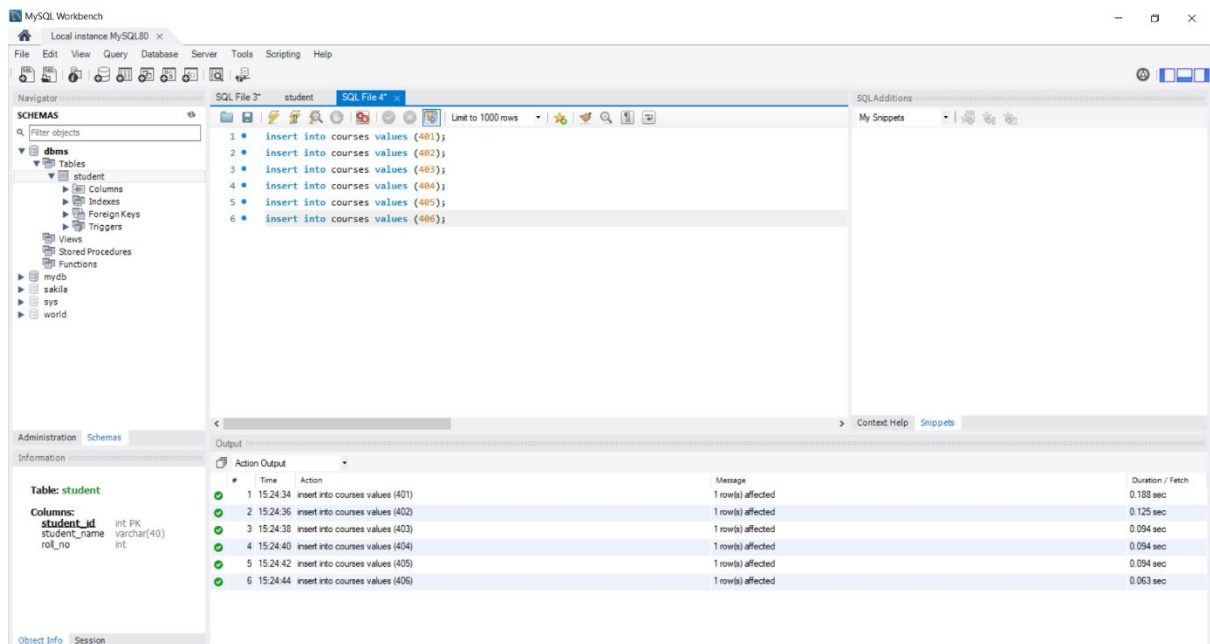 MySQL Workbench
Local instance MySQL80 ×
File Edit View Query Database Server Tools Scripting Help
Navigator
SCHEMAS
Filter objects
dbms
Tables
student
Columns
Indexes
Foreign Keys
Triggers
Views
Stored Procedures
Functions
mydb
sakila
sys
world
Administration Schemas
Information
Table: student
Columns:
student_id int PK
student_name varchar(40)
roll_no int
Object Info Session
SQL File 3* student SQL File 4* ×
Limit to 1000 rows
1 insert into courses values (401);
2 insert into courses values (402);
3 insert into courses values (403);
4 insert into courses values (404);
5 insert into courses values (405);
6 insert into courses values (406);
SQLAdditions
My Snippets
Context Help Snippets
Output
Action Output
# Time Action Message Duration / Fetch
1 15:24:34 insert into courses values (401) 1 row(s) affected 0.188 sec
2 15:24:36 insert into courses values (402) 1 row(s) affected 0.125 sec
3 15:24:38 insert into courses values (403) 1 row(s) affected 0.094 sec
4 15:24:40 insert into courses values (404) 1 row(s) affected 0.094 sec
5 15:24:42 insert into courses values (405) 1 row(s) affected 0.094 sec
6 15:24:44 insert into courses values (406) 1 row(s) affected 0.063 sec